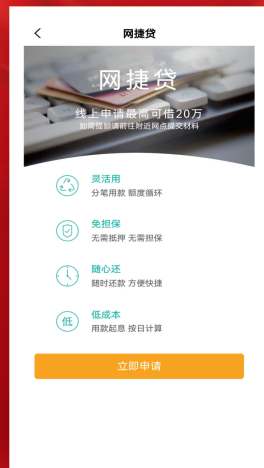 网捷贷
网捷贷
线上申请最高可借20万
如需提额请前往附近网点提交材料
灵活用
分笔用款 额度循环
免担保
无需抵押 无需担保
随心还
随时还款 方便快捷
低
低成本
用款起息 按日计算
立即申请